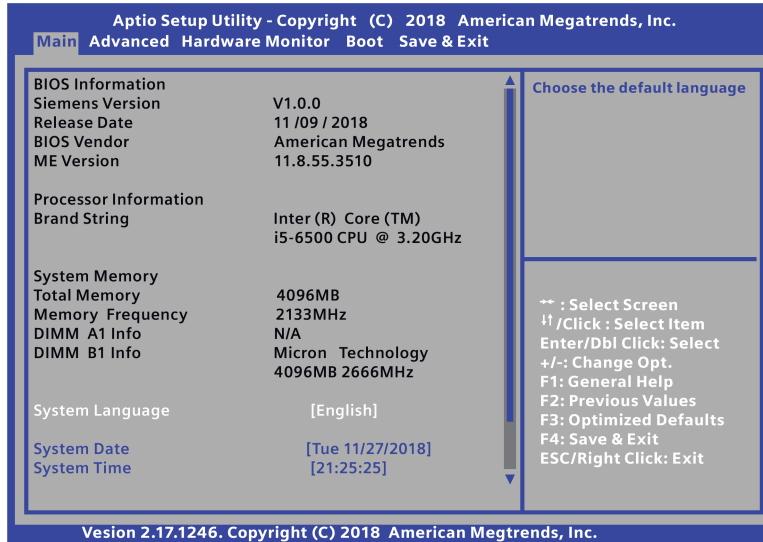 Aptio Setup Utility - Copyright (C) 2018 American Megatrends, Inc.
Main Advanced Hardware Monitor Boot Save & Exit
BIOS Information
Siemens Version V1.0.0
Release Date 11 /09 / 2018
BIOS Vendor American Megatrends
ME Version 11.8.55.3510
Processor Information
Brand String Inter (R) Core (TM)
i5-6500 CPU @ 3.20GHz
System Memory
Total Memory 4096MB
Memory Frequency 2133MHz
DIMM A1 Info N/A
DIMM B1 Info Micron Technology
4096MB 2666MHz
System Language [English]
System Date [Tue 11/27/2018]
System Time [21:25:25]
Choose the default language
→← : Select Screen
↓↑ /Click : Select Item
Enter/Dbl Click: Select
+/-: Change Opt.
F1: General Help
F2: Previous Values
F3: Optimized Defaults
F4: Save & Exit
ESC/Right Click: Exit
Vesion 2.17.1246. Copyright (C) 2018 American Megtrends, Inc.